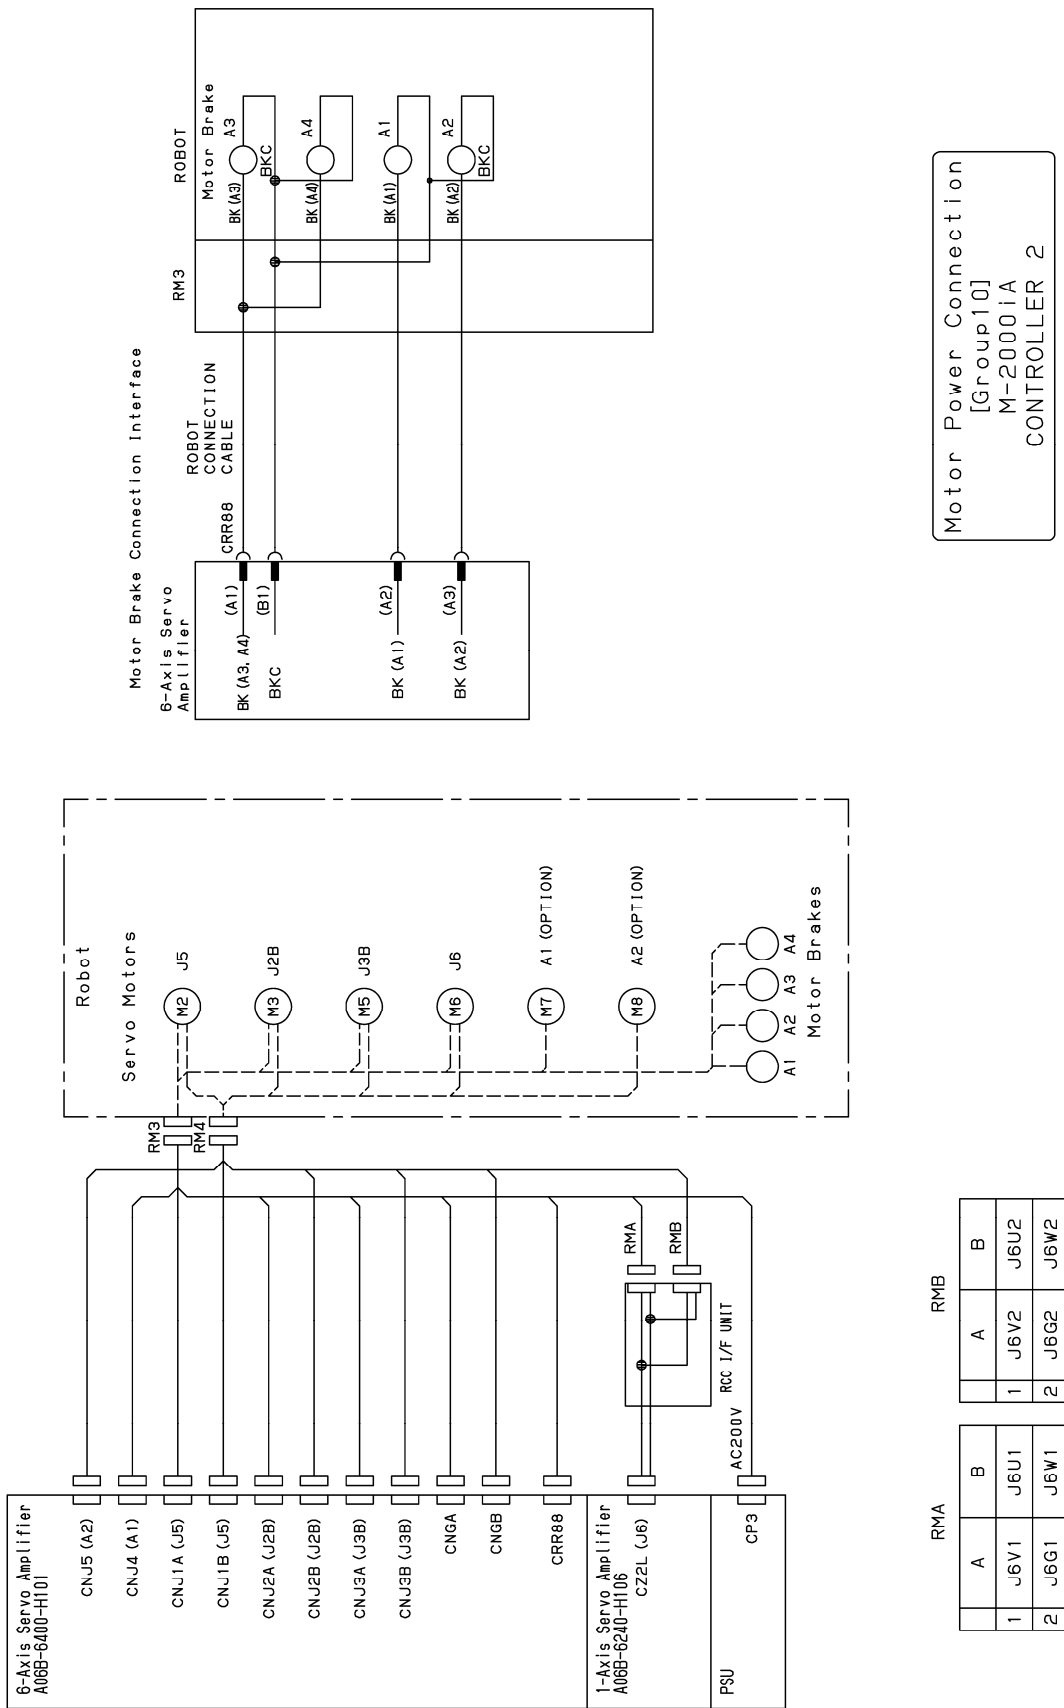 Motor Brake Connection Interface
6-Axis Servo
Amplifier
BK (A3, A4)
(A1)
BKC
(B1)
BK (A1)
(A2)
BK (A2)
(A3)
CRR88
ROBOT
CONNECTION
CABLE
RM3
ROBOT
Motor Brake
BK (A3)
A3
BKC
BK (A4)
A4
BK (A1)
A1
BK (A2)
A2
BKC
Motor Power Connection
[Group10]
M-2000iA
CONTROLLER 2
6-Axis Servo Amplifier
A06B-6400-H101
CNJ5 (A2)
CNJ4 (A1)
CNJ1A (J5)
CNJ1B (J5)
CNJ2A (J2B)
CNJ2B (J2B)
CNJ3A (J3B)
CNJ3B (J3B)
CNGA
CNGB
CRR88
1-Axis Servo Amplifier
A06B-6240-H106
CZ2L (J6)
PSU
CP3
AC200V
RCC I/F UNIT
RMA
RMB
RM3
RM4
Robot
Servo Motors
M2
J5
M3
J2B
M5
J3B
M6
J6
M7
A1 (OPTION)
M8
A2 (OPTION)
A1
A2
A3
A4
Motor Brakes
RMA
A
B
1
J6V1
J6U1
2
J6G1
J6W1
RMB
A
B
1
J6V2
J6U2
2
J6G2
J6W2